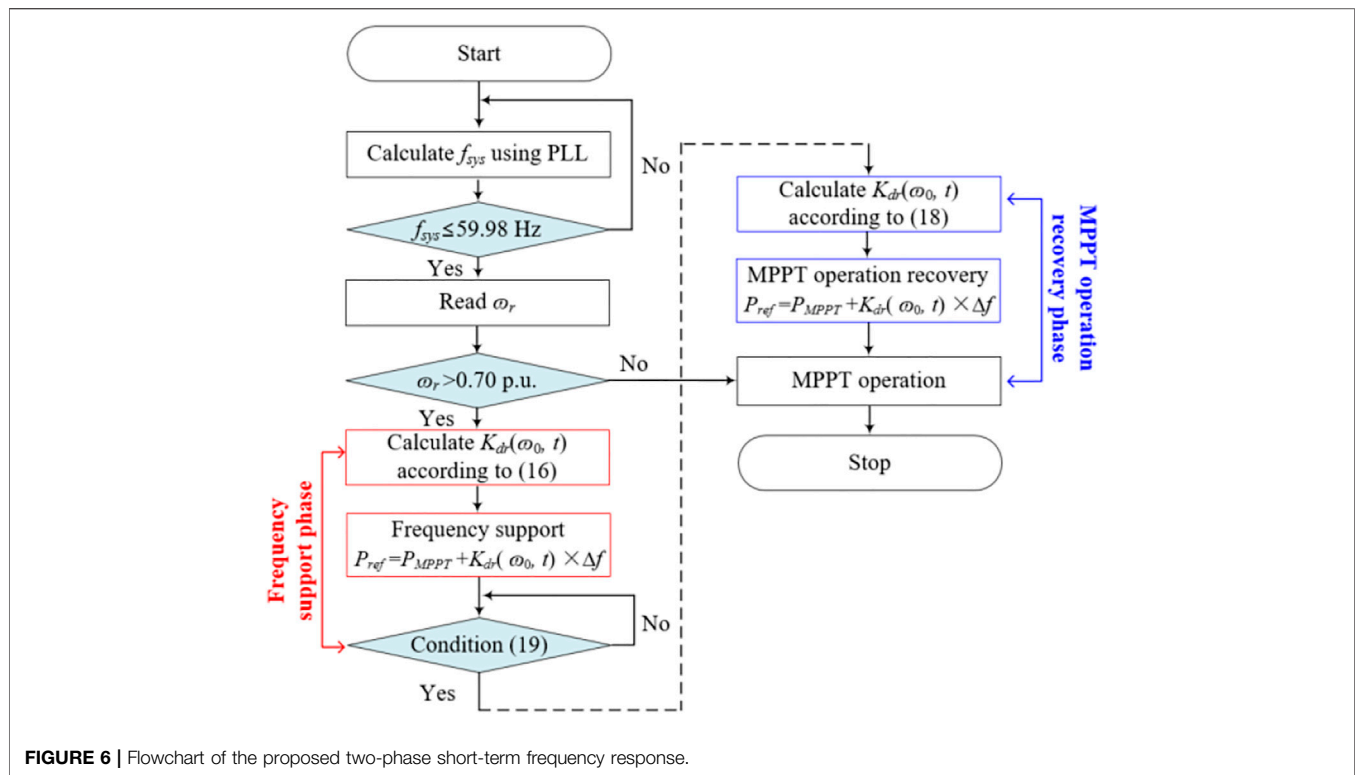 Start
Calculate fsys using PLL
No
fsys≤59.98 Hz
Yes
Read ωr
ωr>0.70 p.u.
No
Yes
Calculate Kdr(ω0, t)
according to (16)
Frequency support
Pref=PMPPT+Kdr( ω0, t) ×Δf
Condition (19)
No
Yes
Frequency
support phase
Calculate Kdr(ω0, t)
according to (18)
MPPT operation recovery
Pref=PMPPT+Kdr( ω0, t) ×Δf
MPPT operation
Stop
MPPT operation
recovery phase
FIGURE 6 | Flowchart of the proposed two-phase short-term frequency response.